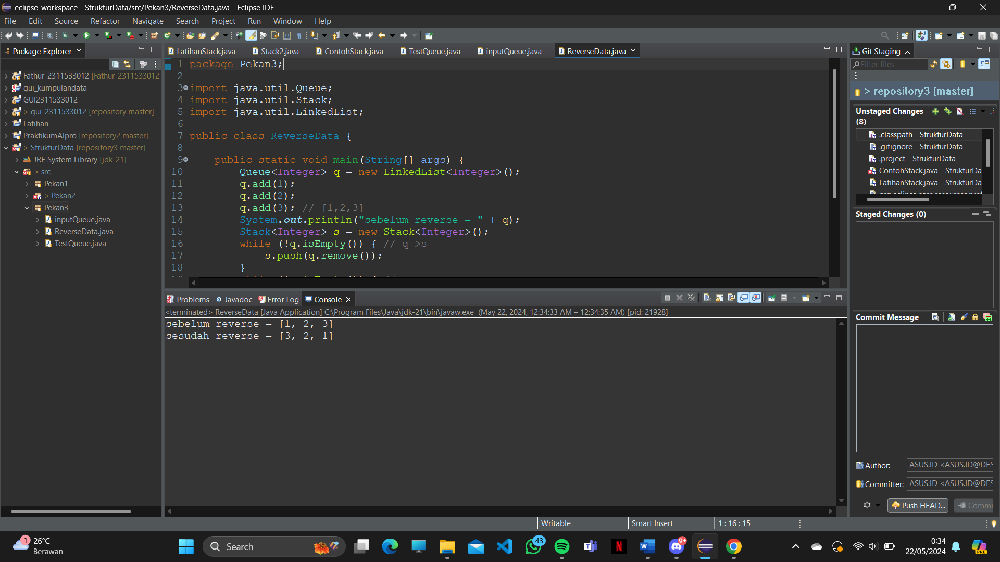 eclipse-workspace - StrukturData/src/Pekan3/ReverseData.java - Eclipse IDE
File Edit Source Refactor Navigate Search Project Run Window Help
Package Explorer
Fathur-2311533012 [Fathur-2311533012
gui_kumpulandata
GUI2311533012
> gui-2311533012 [repository master]
Latihan
PraktikumAlpro [repository2 master]
> StrukturData [repository3 master]
JRE System Library [jdk-21]
> src
Pekan1
> Pekan2
Pekan3
inputQueue.java
ReverseData.java
TestQueue.java
LatihanStack.java Stack2.java ContohStack.java TestQueue.java inputQueue.java ReverseData.java
1 package Pekan3;
2
3 import java.util.Queue;
4 import java.util.Stack;
5 import java.util.LinkedList;
6
7 public class ReverseData {
8
9 public static void main(String[] args) {
10 Queue<Integer> q = new LinkedList<Integer>();
11 q.add(1);
12 q.add(2);
13 q.add(3); // [1,2,3]
14 System.out.println("sebelum reverse = " + q);
15 Stack<Integer> s = new Stack<Integer>();
16 while (!q.isEmpty()) { // q->s
17 s.push(q.remove());
18 }
Problems Javadoc Error Log Console
<terminated> ReverseData [Java Application] C:\Program Files\Java\jdk-21\bin\javaw.exe (May 22, 2024, 12:34:33 AM – 12:34:35 AM) [pid: 21928]
sebelum reverse = [1, 2, 3]
sesudah reverse = [3, 2, 1]
Git Staging
Filter files
> repository3 [master]
Unstaged Changes
(8)
.classpath - StrukturData
.gitignore - StrukturData
.project - StrukturData
ContohStack.java - StrukturDa
LatihanStack.java - StrukturDa
Staged Changes (0)
Commit Message
Author: ASUS.ID <ASUS.ID@DES
Committer: ASUS.ID <ASUS.ID@DES
Push HEAD... Commi
Writable Smart Insert 1 : 16 : 15
1 26°C
Berawan
Search
43
9+
PRE
0:34
22/05/2024